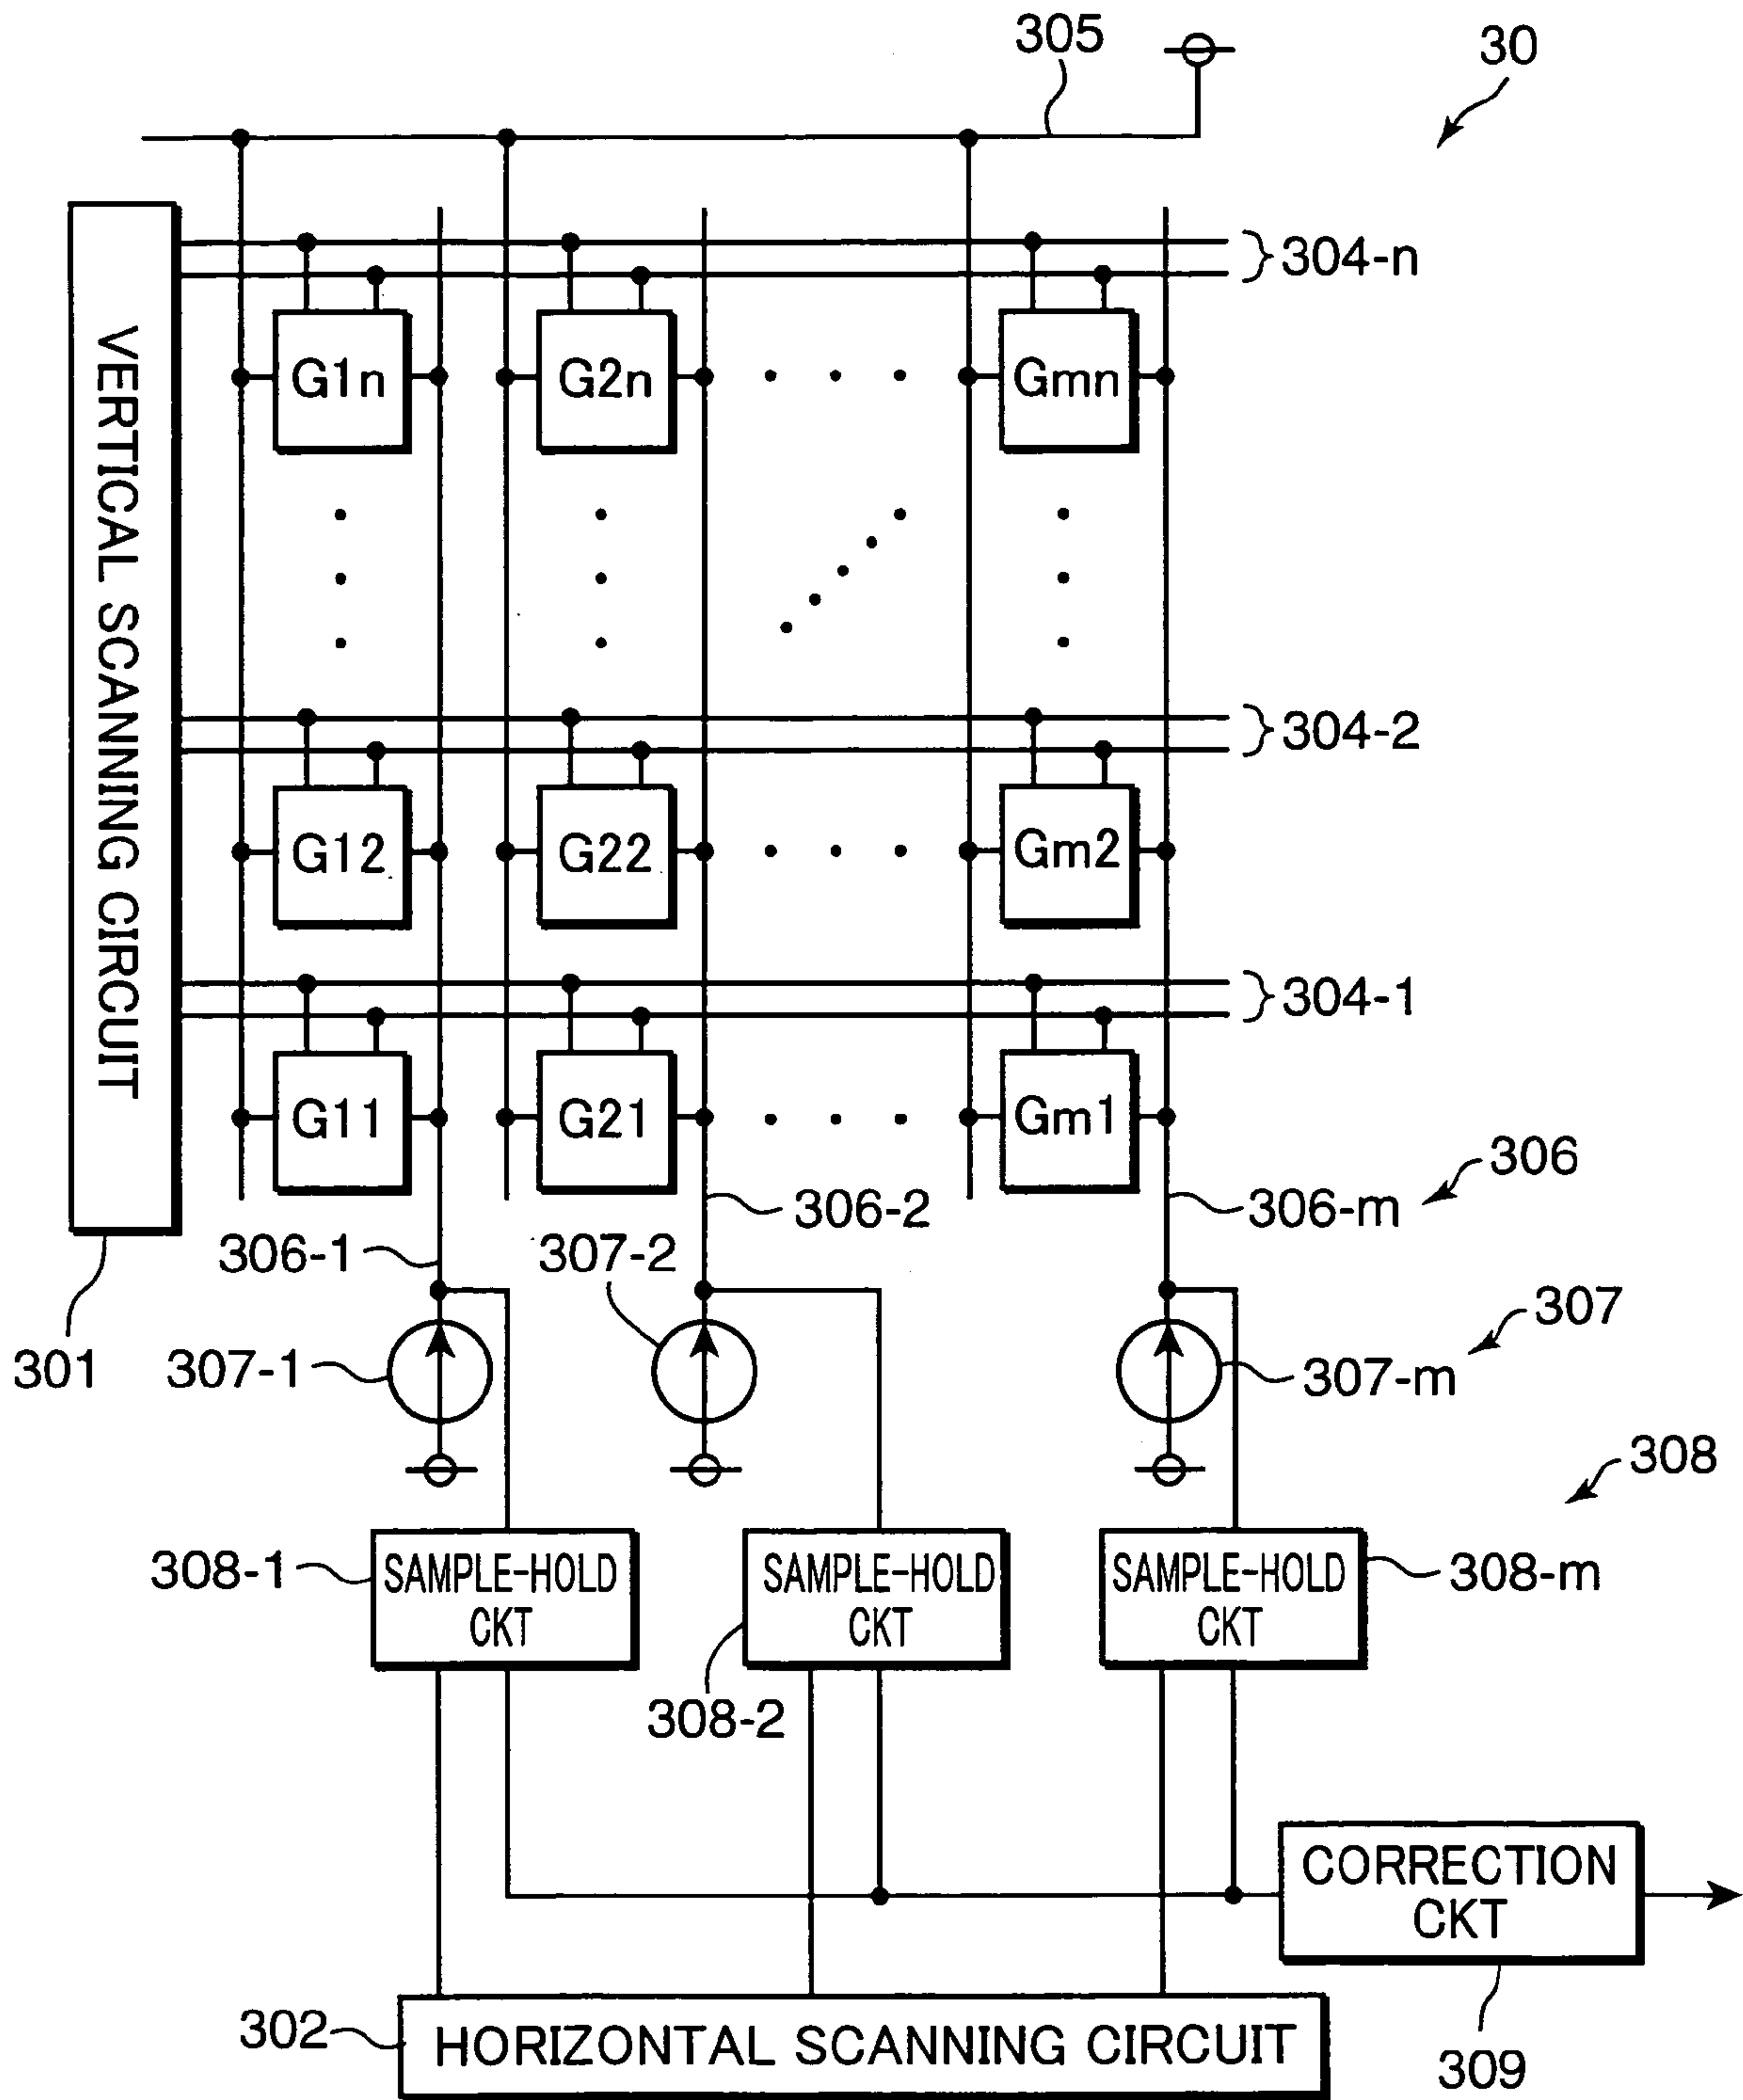 305
30
304-n
VERTICAL SCANNING CIRCUIT
G1n G2n Gmn
304-2
G12 G22 Gm2
304-1
G11 G21 Gm1
306
306-1
307-2
306-2
306-m
301
307-1
307
307-m
308
308-1
SAMPLE-HOLD
CKT
308-2
SAMPLE-HOLD
CKT
SAMPLE-HOLD
CKT
308-m
CORRECTION
CKT
309
302
HORIZONTAL SCANNING CIRCUIT